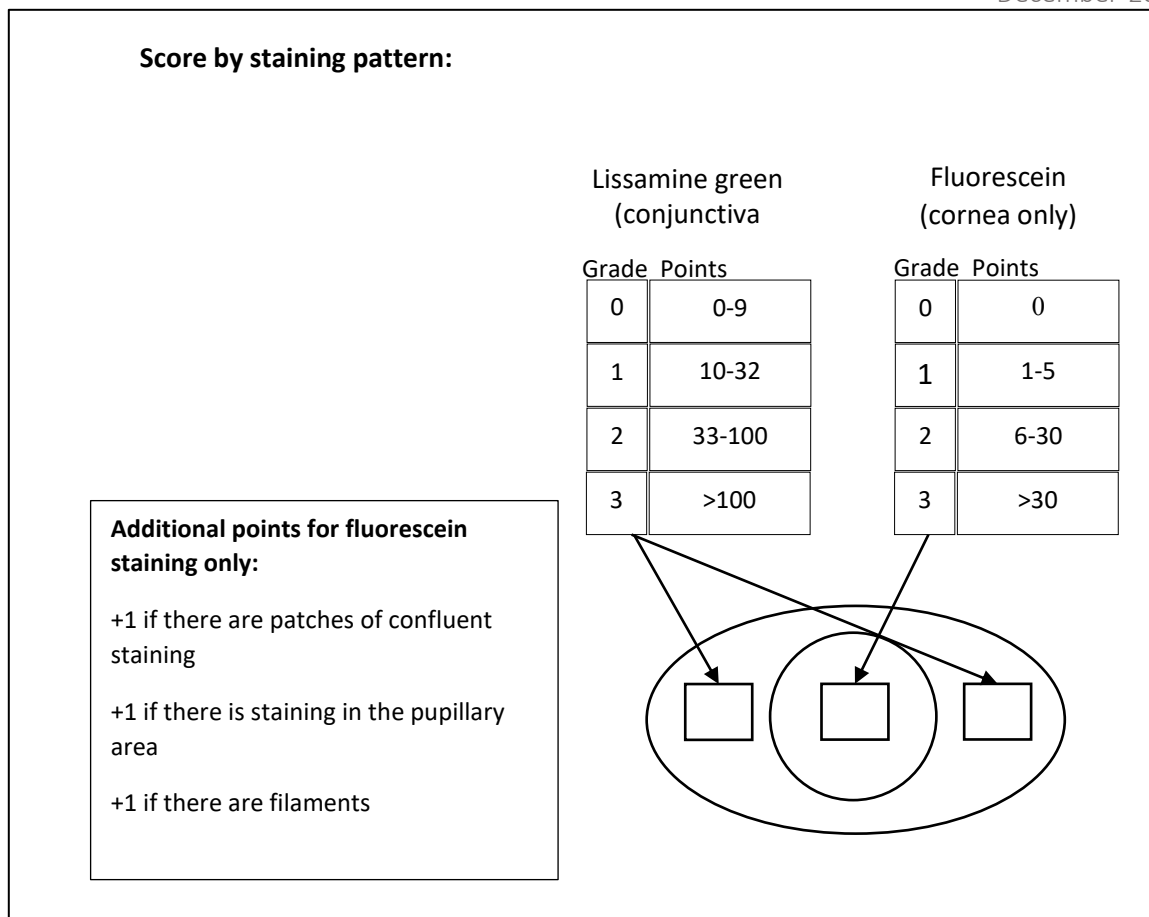 Score by staining pattern:
Lissamine green
(conjunctiva
Fluorescein
(cornea only)
Grade Points
0 0-9
1 10-32
2 33-100
3 >100
Grade Points
0 0
1 1-5
2 6-30
3 >30
Additional points for fluorescein
staining only:
+1 if there are patches of confluent
staining
+1 if there is staining in the pupillary
area
+1 if there are filaments